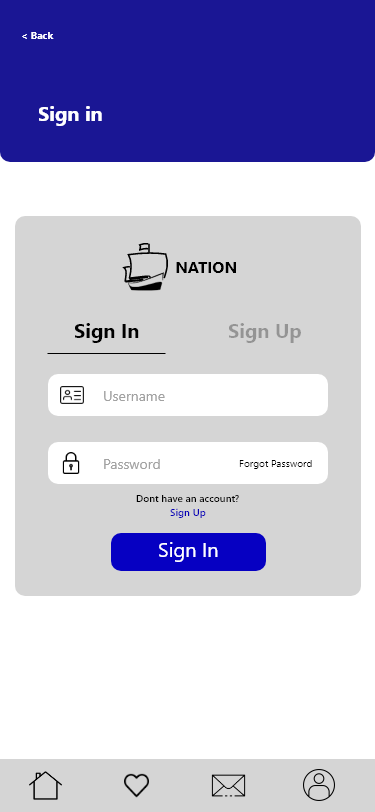 < Back
Sign in
NATION
Sign In
Sign Up
Username
Password
Forgot Password
Dont have an account?
Sign Up
Sign In